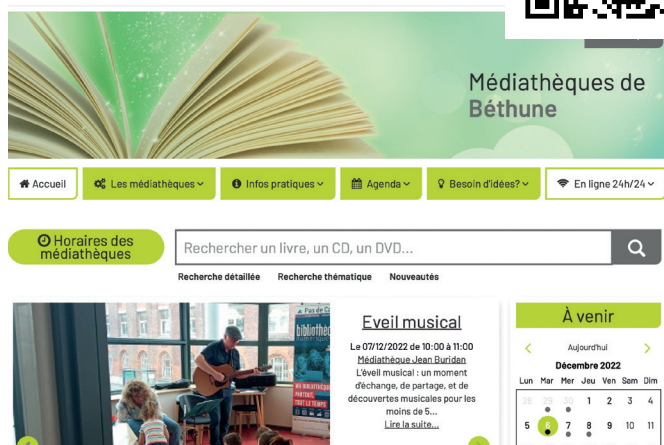 Médiathèques de
Béthune
Accueil
Les médiathèques
Infos pratiques
Agenda
Besoin d'idées?
En ligne 24h/24
Horaires des
médiathèques
Rechercher un livre, un CD, un DVD...
Recherche détaillée Recherche thématique Nouveautés
Pas de C
bibliothèq
numérique
Eveil musical
Le 07/12/2022 de 10:00 à 11:00
Médiathèque Jean Buridan
L'éveil musical : un moment
d'échange, de partage, et de
découvertes musicales pour les
moins de 5...
Lire la suite...
À venir
Aujourd'hui
Décembre 2022
Lun Mar Mer Jeu Ven Sam Dim
28 29 30 1 2 3 4
5 6 7 8 9 10 11